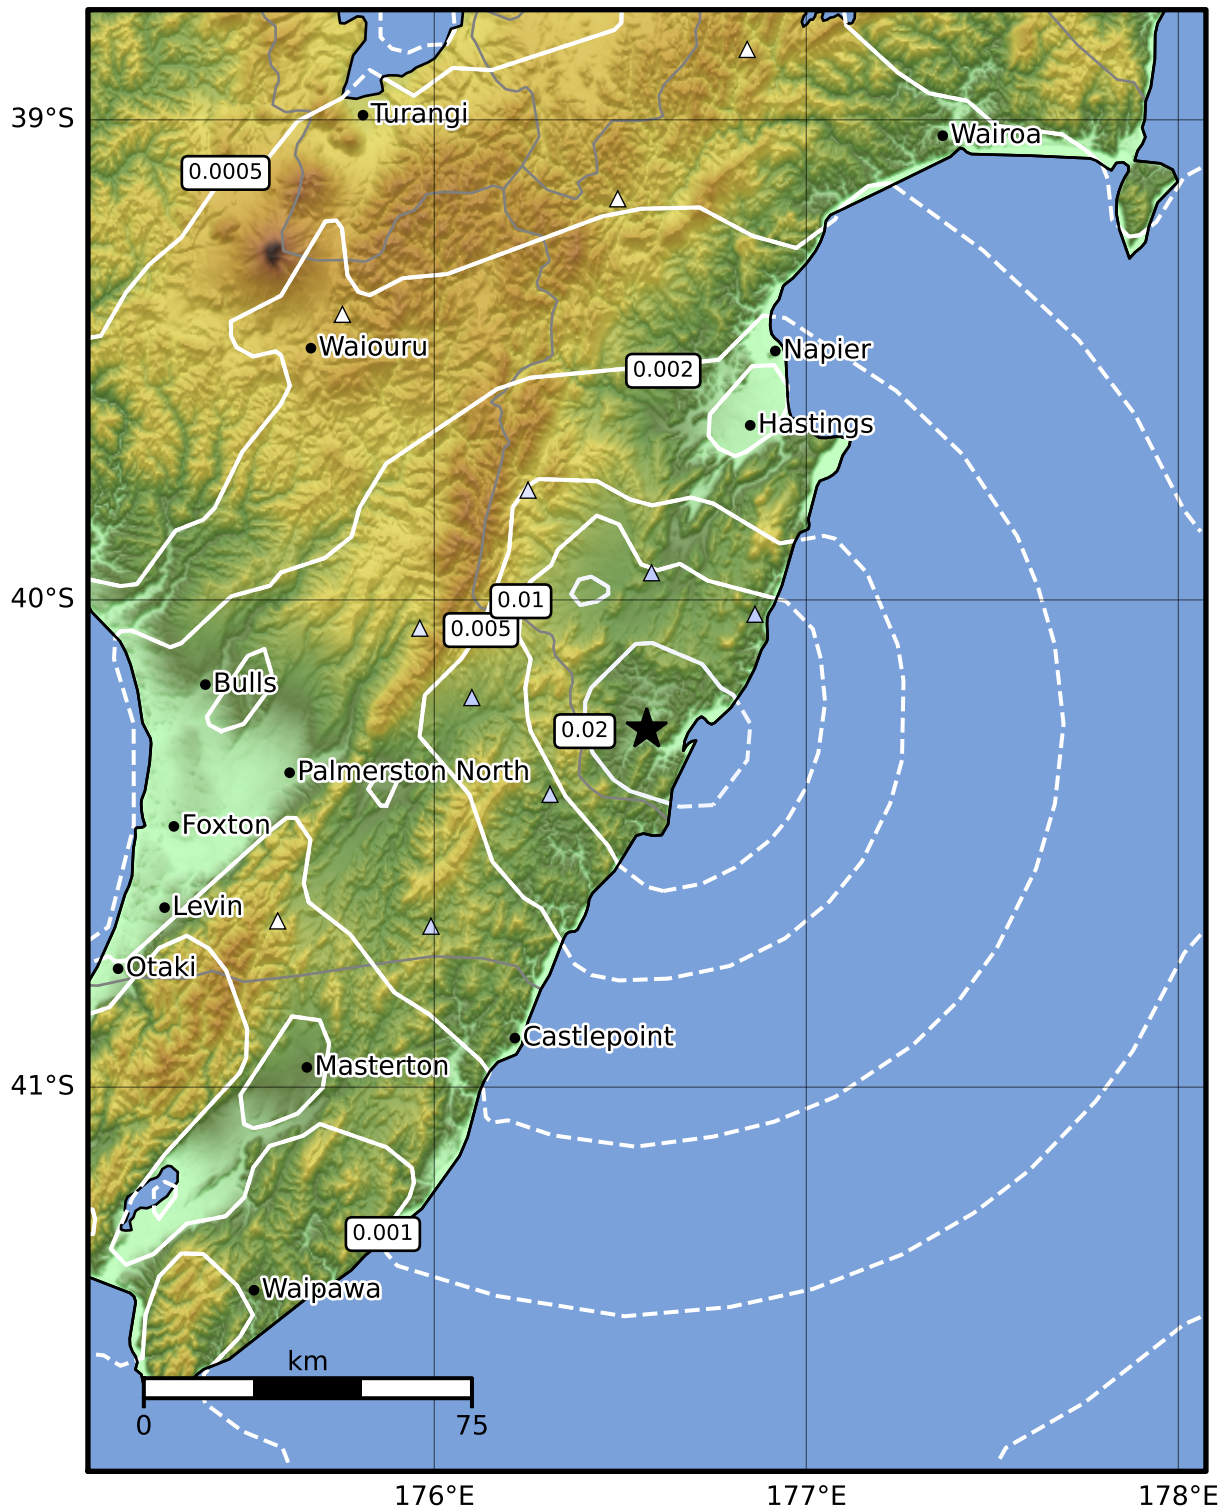 39°S
Turangi
Wairoa
0.0005
Waiouru
Napier
0.002
Hastings
40°S
0.01
0.005
Bulls
0.02
Palmerston North
Foxton
Levin
Otaki
Castlepoint
Masterton
41°S
0.001
Waipawa
km
0 75
176°E 177°E 178°E